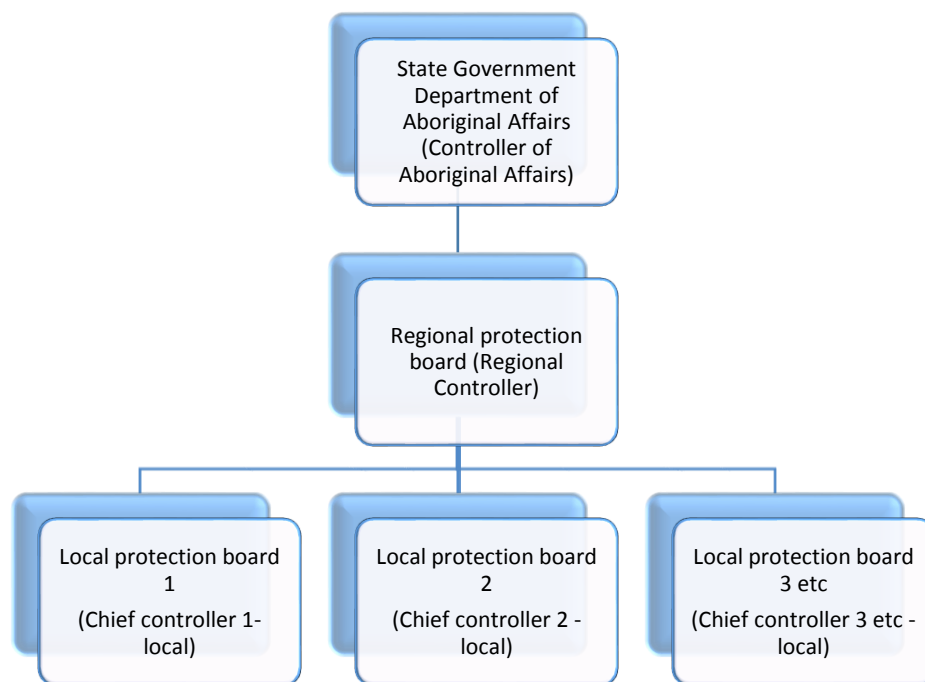 State Government
Department of
Aboriginal Affairs
(Controller of
Aboriginal Affairs)
Regional protection
board (Regional
Controller)
Local protection board
1
(Chief controller 1-
local)
Local protection board
2
(Chief controller 2 -
local)
Local protection board
3 etc
(Chief controller 3 etc -
local)